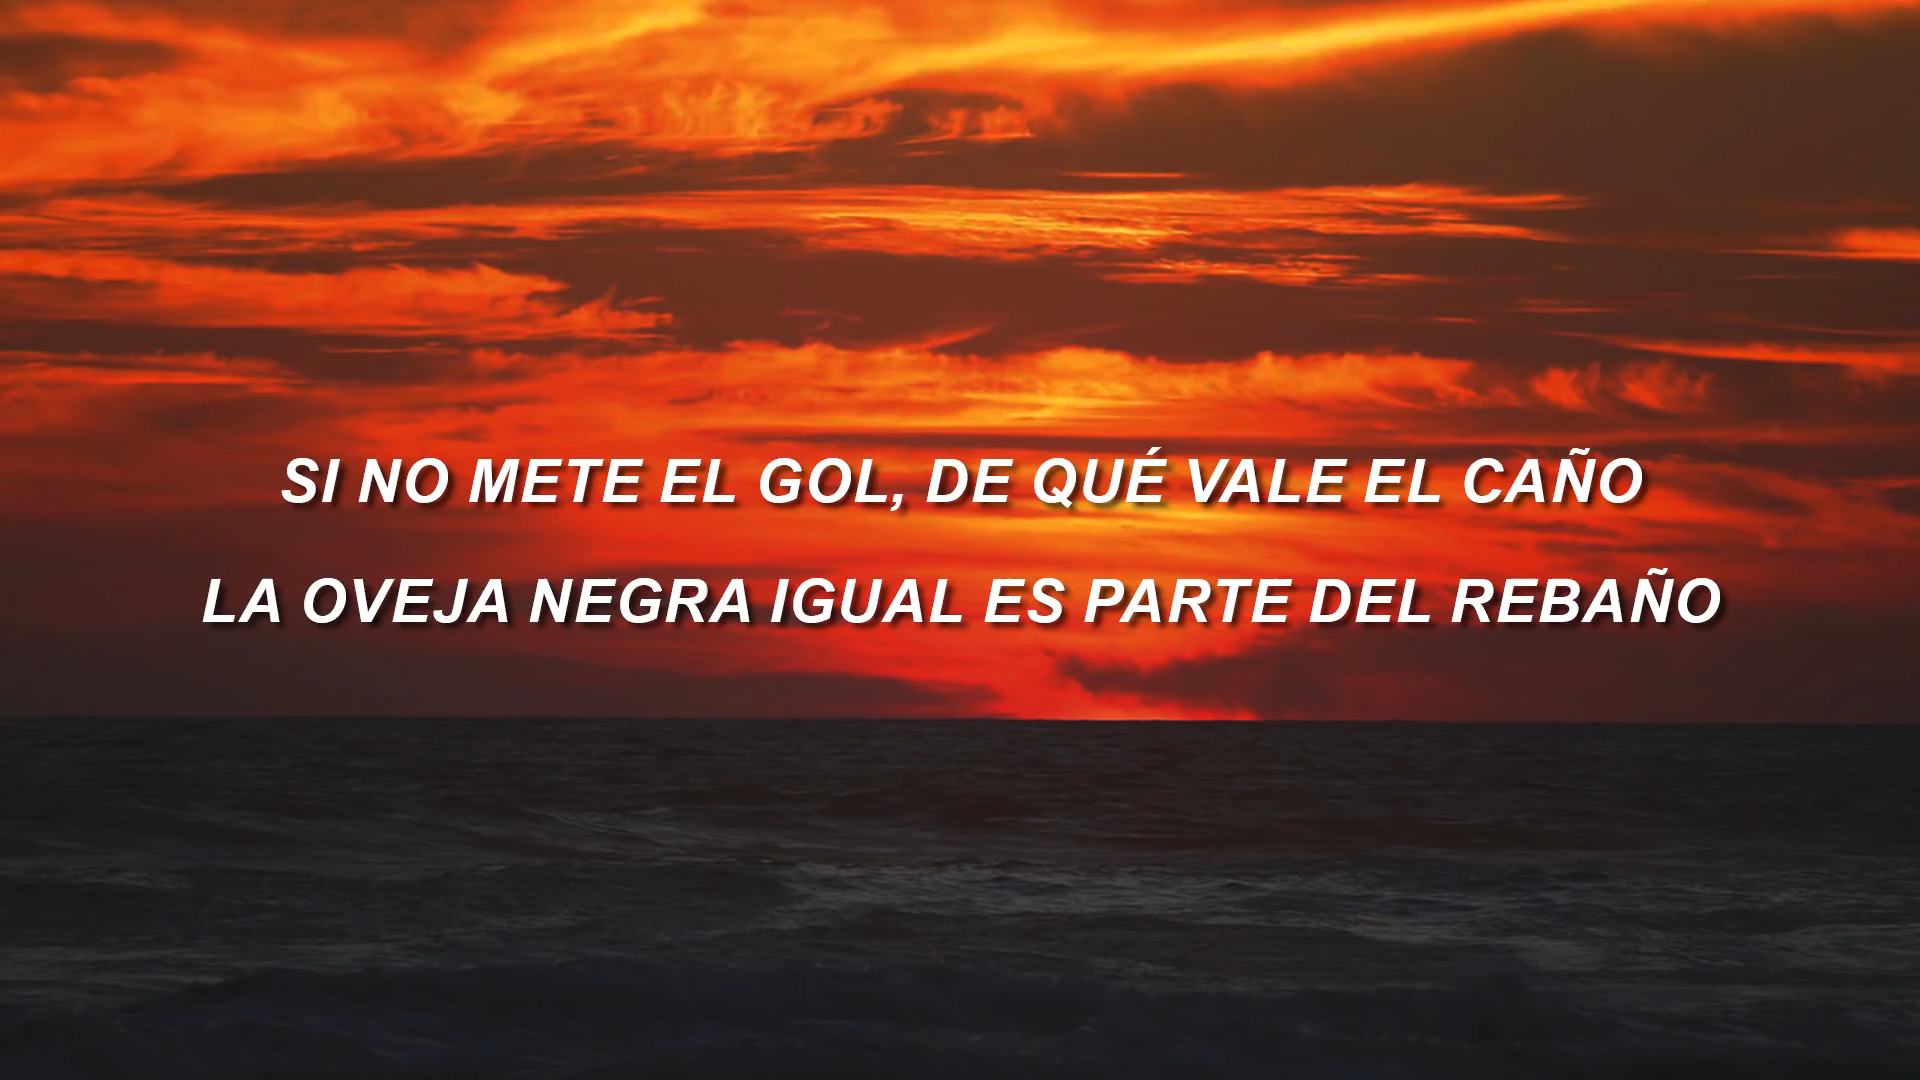 SI NO METE EL GOL, DE QUÉ VALE EL CAÑO
LA OVEJA NEGRA IGUAL ES PARTE DEL REBAÑO